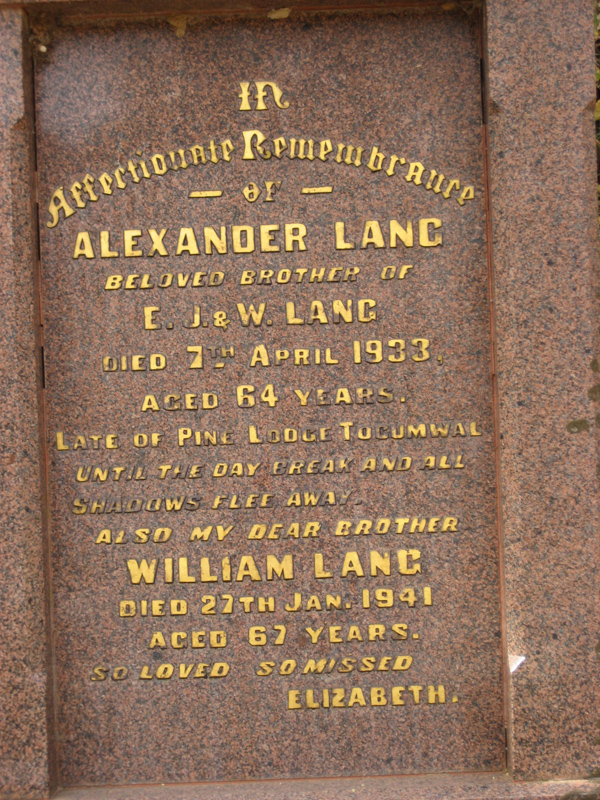 In
Affectionate Remembrance
— of —
ALEXANDER LANG
BELOVED BROTHER OF
E. J. & W. LANG
DIED 7TH APRIL 1933,
AGED 64 YEARS.
LATE OF PINE LODGE TOCUMWAL
UNTIL THE DAY BREAK AND ALL
SHADOWS FLEE AWAY.
ALSO MY DEAR BROTHER
WILLIAM LANG
DIED 27TH JAN. 1941
AGED 67 YEARS.
SO LOVED SO MISSED
ELIZABETH.